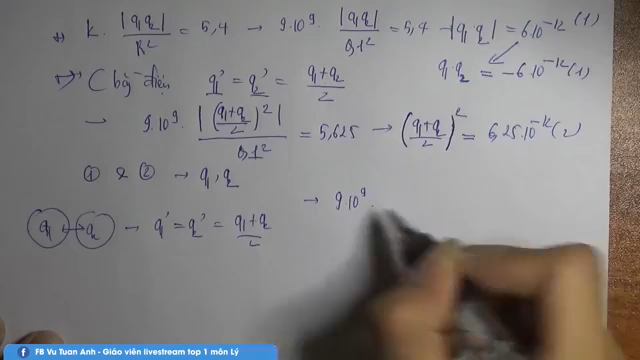 k. |q₁q₂|/R² = 5,4 → 9.10⁹. |q₁q₂|/0,1² = 5,4 → |q₁.q₂| = 6.10⁻¹² (1)
q₁.q₂ = -6.10⁻¹² (1)
q₁' = q₂' = (q₁+q₂)/2
→ 9.10⁹. |((q₁+q₂)/2)²|/0,1² = 5,625 → ((q₁+q₂)/2)² = 6,25.10⁻¹² (2)
① & ② → q₁, q₂
q₁ ↔ q₂ → q₁' = q₂' = (q₁+q₂)/2 → 9.10⁹.
FB Vu Tuan Anh - Giáo viên livestream top 1 môn Lý